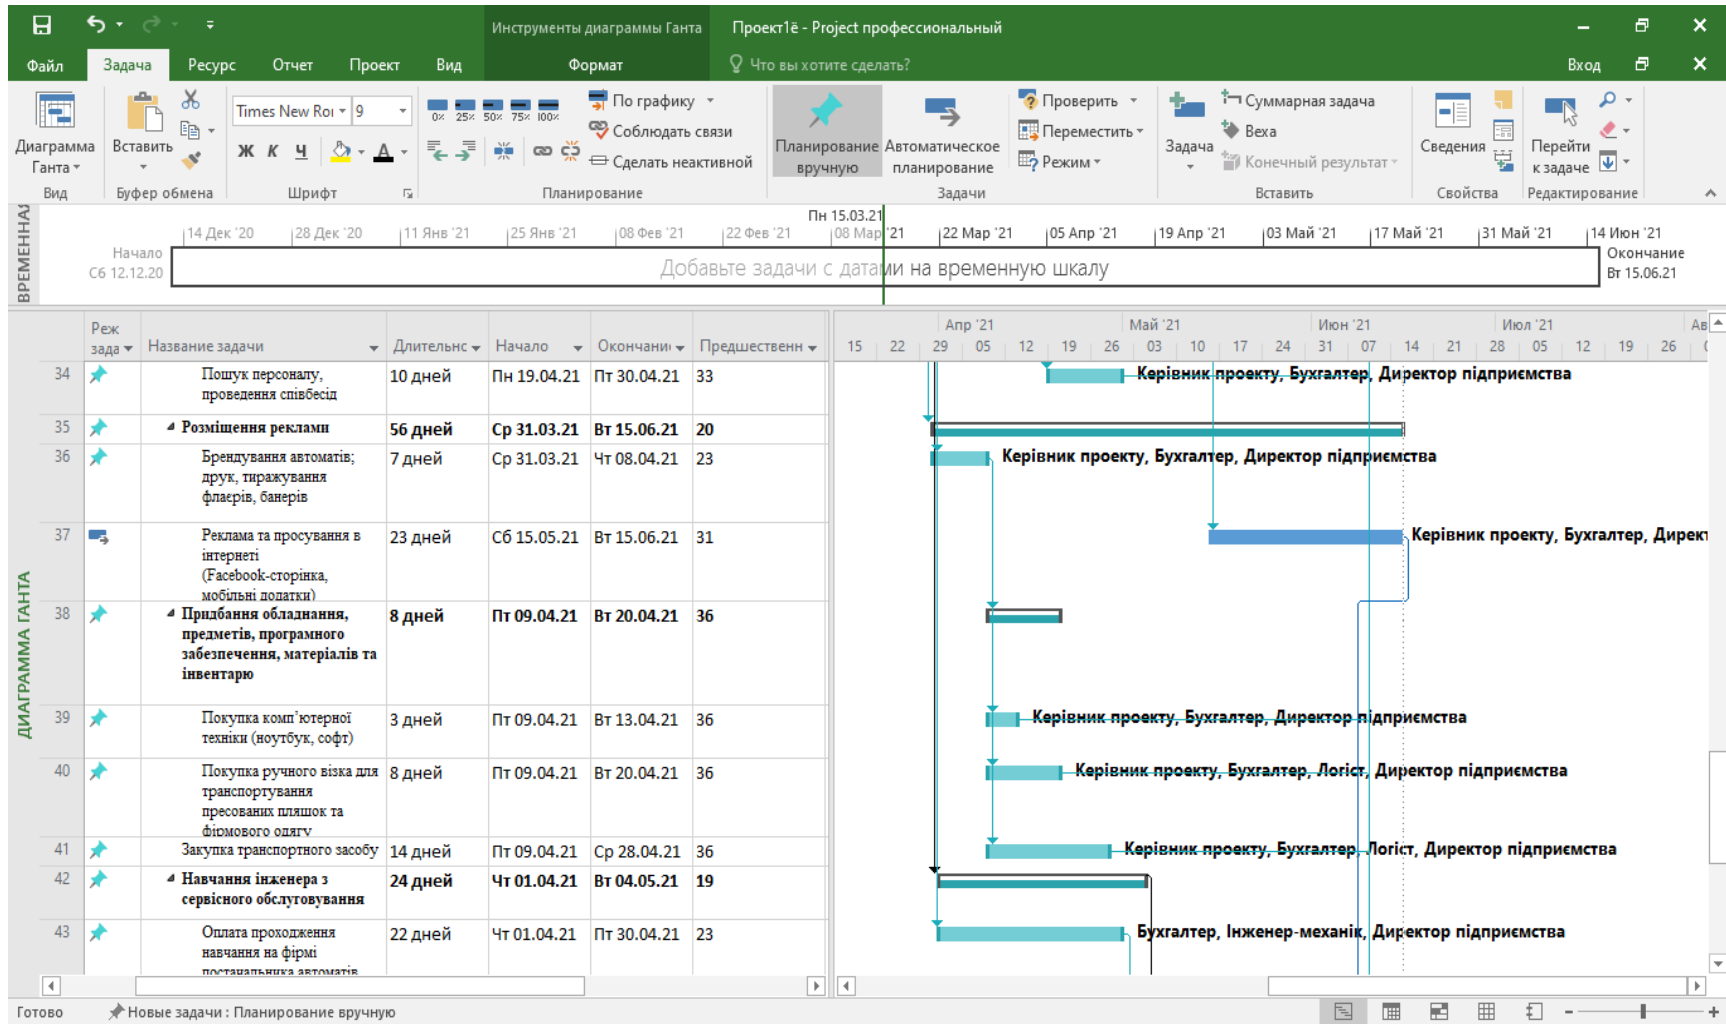 Инструменты диаграммы Ганта
Проект1ё - Project профессиональный
Файл Задача Ресурс Отчет Проект Вид Формат Что вы хотите сделать? Вход
Times New Roı 9
0% 25% 50% 75% 100%
Ж К Ч А
Диаграмма Ганта
Вставить
По графику
Соблюдать связи
Сделать неактивной
Планирование вручную
Автоматическое планирование
Проверить
Переместить
Режим
Задача
Суммарная задача
Веха
Конечный результат
Сведения
Перейти к задаче
Вид Буфер обмена Шрифт Планирование Задачи Вставить Свойства Редактирование
ВРЕМЕННАЯ
Пн 15.03.21
14 Дек '20 28 Дек '20 11 Янв '21 25 Янв '21 08 Фев '21 22 Фев '21 08 Мар '21 22 Мар '21 05 Апр '21 19 Апр '21 03 Май '21 17 Май '21 31 Май '21 14 Июн '21
Начало
Сб 12.12.20
Добавьте задачи с датами на временную шкалу
Окончание
Вт 15.06.21
ДИАГРАММА ГАНТА
Реж зада Название задачи Длительнс Начало Окончани Предшественн
Апр '21 Май '21 Июн '21 Июл '21 Ав
15 22 29 05 12 19 26 03 10 17 24 31 07 14 21 28 05 12 19 26
34 Пошук персоналу, 10 дней Пн 19.04.21 Пт 30.04.21 33 Керівник проекту, Бухгалтер, Директор підприємства
проведення співбесід
35 Розміщення реклами 56 дней Ср 31.03.21 Вт 15.06.21 20
36 Брендування автоматів; 7 дней Ср 31.03.21 Чт 08.04.21 23 Керівник проекту, Бухгалтер, Директор підприємства
друк, тиражування
флаєрів, банерів
37 Реклама та просування в 23 дней Сб 15.05.21 Вт 15.06.21 31 Керівник проекту, Бухгалтер, Дирек
інтернеті
(Facebook-сторінка,
мобільні додатки)
38 Придбання обладнання, 8 дней Пт 09.04.21 Вт 20.04.21 36
предметів, програмного
забезпечення, матеріалів та
інвентарю
39 Покупка комп'ютерної 3 дней Пт 09.04.21 Вт 13.04.21 36 Керівник проекту, Бухгалтер, Директор підприємства
техніки (ноутбук, софт)
40 Покупка ручного візка для 8 дней Пт 09.04.21 Вт 20.04.21 36 Керівник проекту, Бухгалтер, Логіст, Директор підприємства
транспортування
пресованих пляшок та
фірмового одягу
41 Закупка транспортного засобу 14 дней Пт 09.04.21 Ср 28.04.21 36 Керівник проекту, Бухгалтер, Логіст, Директор підприємства
42 Навчання інженера з 24 дней Чт 01.04.21 Вт 04.05.21 19
сервісного обслуговування
43 Оплата проходження 22 дней Чт 01.04.21 Пт 30.04.21 23 Бухгалтер, Інженер-механік, Директор підприємства
навчання на фірмі
постачальника автоматів
Готово Новые задачи : Планирование вручную